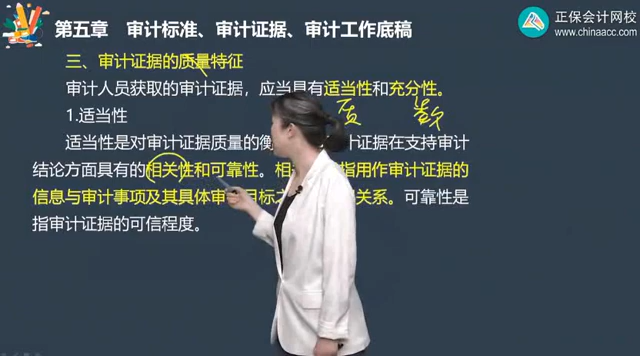 第五章 审计标准、审计证据、审计工作底稿
正保会计网校
www.chinaacc.com
三、审计证据的质量特征
审计人员获取的审计证据，应当具有适当性和充分性。
质 数
1.适当性
适当性是对审计证据质量的衡 计证据在支持审计
结论方面具有的相关性和可靠性。相 指用作审计证据的
信息与审计事项及其具体审 目标之 关系。可靠性是
指审计证据的可信程度。